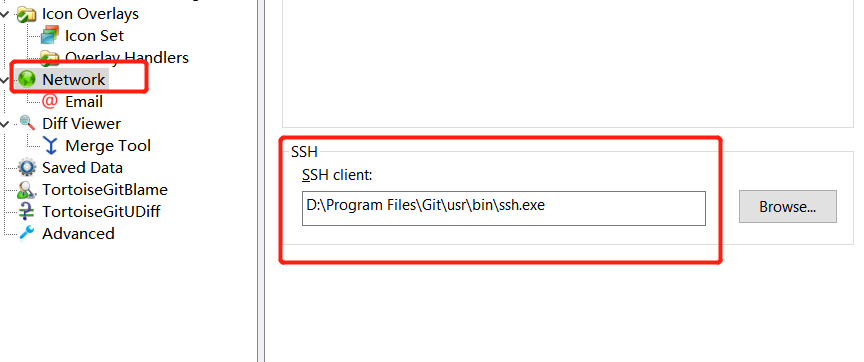 Icon Overlays
Icon Set
Overlay Handlers
Network
Email
Diff Viewer
Merge Tool
Saved Data
TortoiseGitBlame
TortoiseGitUDiff
Advanced
SSH
SSH client:
D:\Program Files\Git\usr\bin\ssh.exe
Browse...